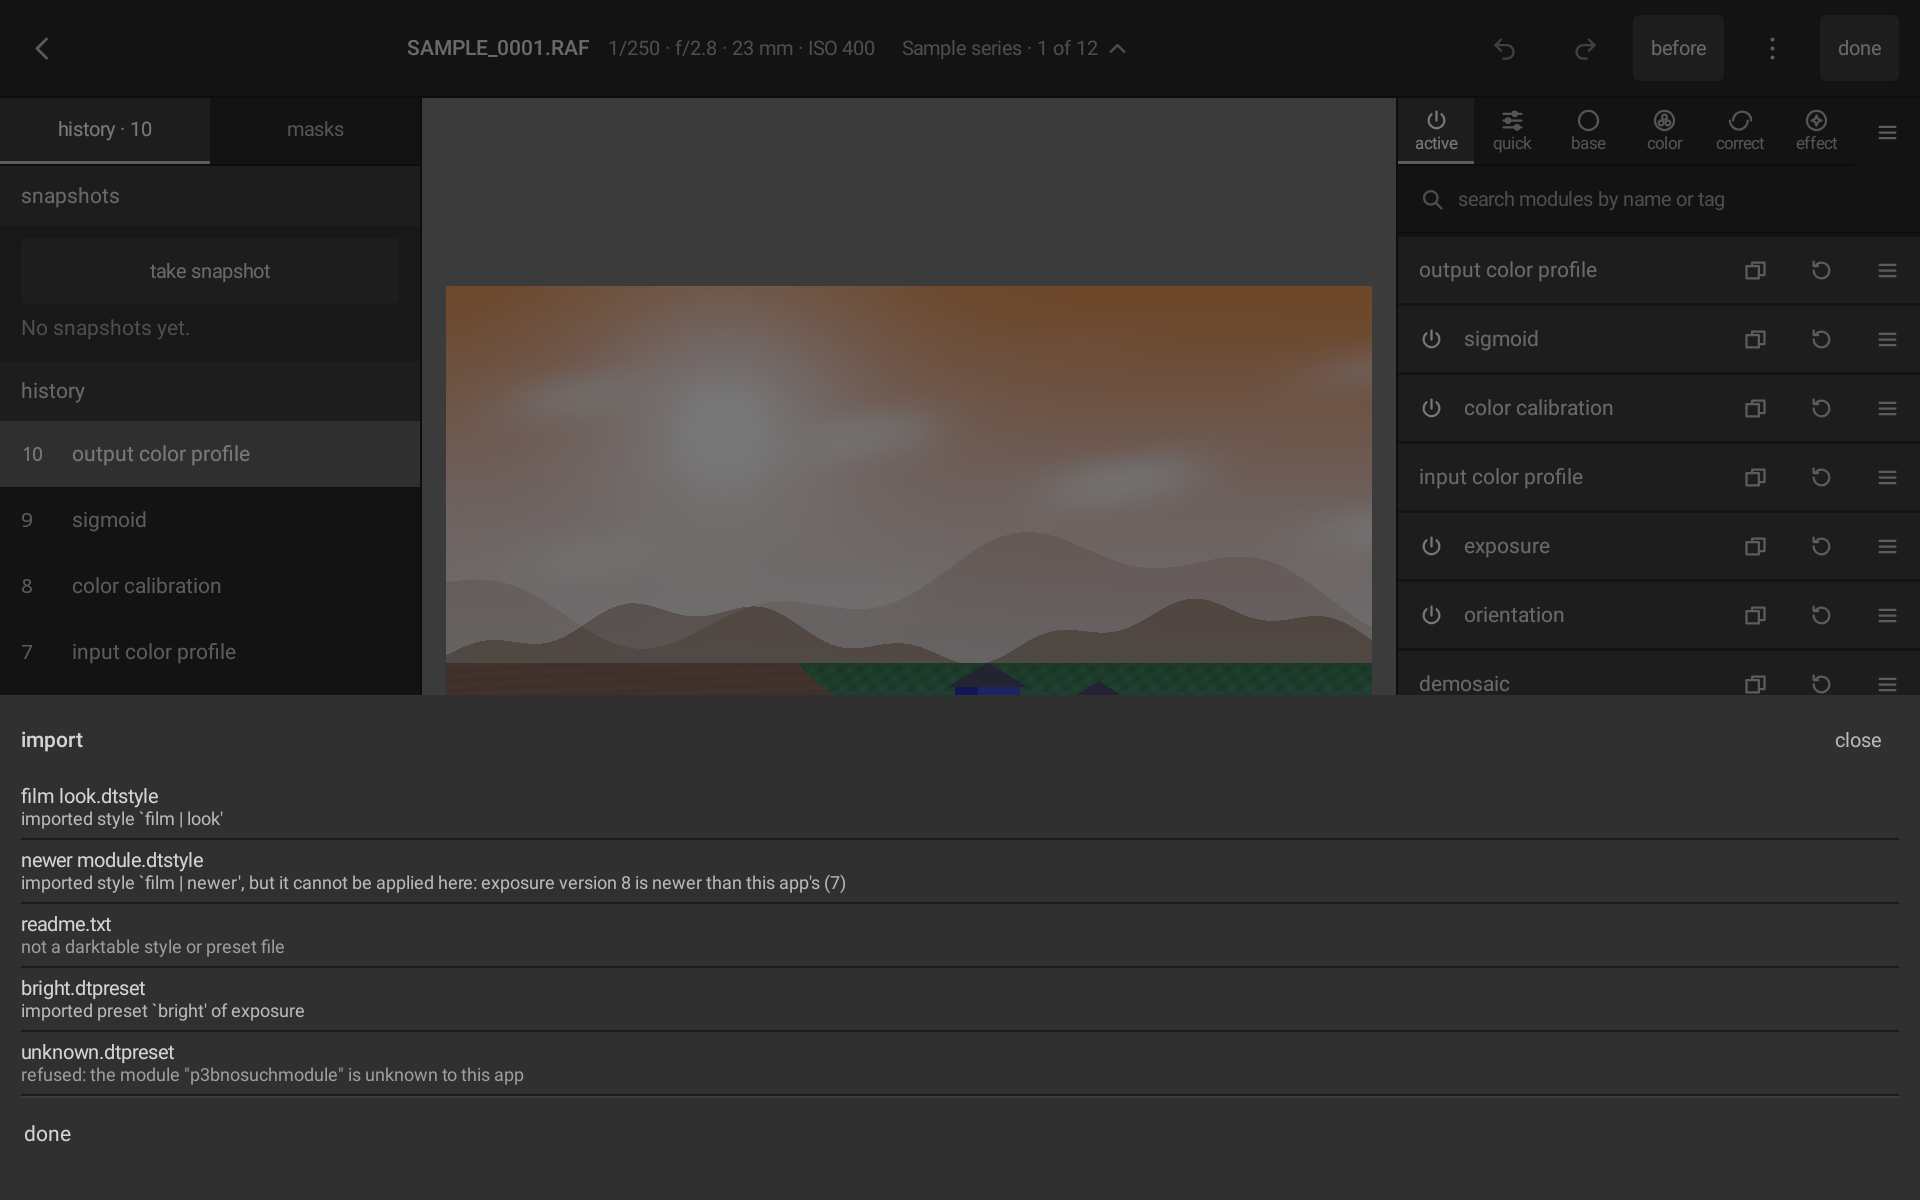 SAMPLE_0001.RAF 1/250 · f/2.8 · 23 mm · ISO 400 Sample series · 1 of 12
before
done
history · 10
masks
active
quick
base
color
correct
effect
snapshots
take snapshot
No snapshots yet.
history
10 output color profile
9 sigmoid
8 color calibration
7 input color profile
search modules by name or tag
output color profile
sigmoid
color calibration
input color profile
exposure
orientation
demosaic
import
close
film look.dtstyle
imported style `film | look'
newer module.dtstyle
imported style `film | newer', but it cannot be applied here: exposure version 8 is newer than this app's (7)
readme.txt
not a darktable style or preset file
bright.dtpreset
imported preset `bright' of exposure
unknown.dtpreset
refused: the module "p3bnosuchmodule" is unknown to this app
done